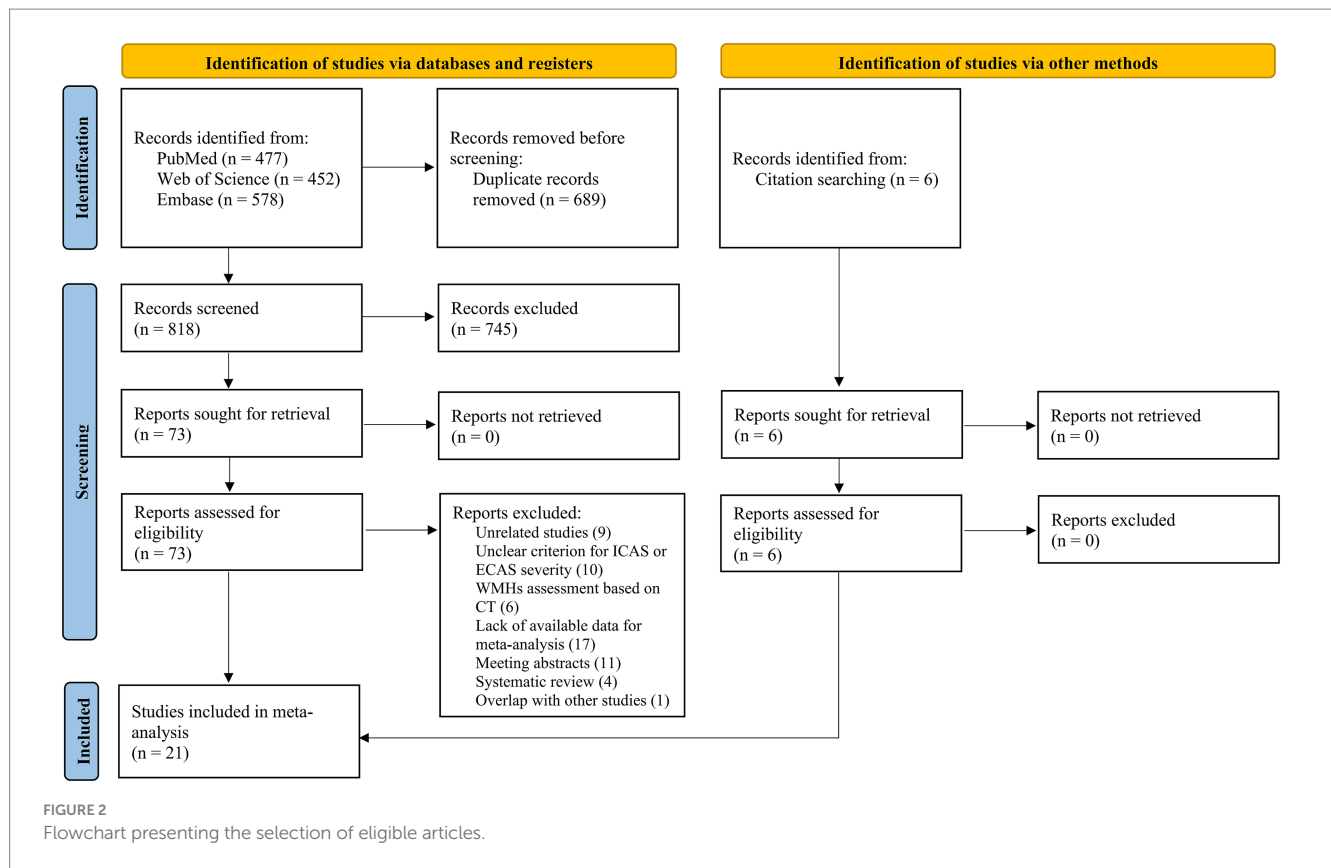 Identification of studies via databases and registers
Identification of studies via other methods
Identification
Records identified from:
PubMed (n = 477)
Web of Science (n = 452)
Embase (n = 578)
Records removed before
screening:
Duplicate records
removed (n = 689)
Records identified from:
Citation searching (n = 6)
Screening
Records screened
(n = 818)
Records excluded
(n = 745)
Reports sought for retrieval
(n = 73)
Reports not retrieved
(n = 0)
Reports sought for retrieval
(n = 6)
Reports not retrieved
(n = 0)
Reports assessed for
eligibility
(n = 73)
Reports excluded:
Unrelated studies (9)
Unclear criterion for ICAS or
ECAS severity (10)
WMHs assessment based on
CT (6)
Lack of available data for
meta-analysis (17)
Meeting abstracts (11)
Systematic review (4)
Overlap with other studies (1)
Reports assessed for
eligibility
(n = 6)
Reports excluded
(n = 0)
Included
Studies included in meta-
analysis
(n = 21)
FIGURE 2
Flowchart presenting the selection of eligible articles.